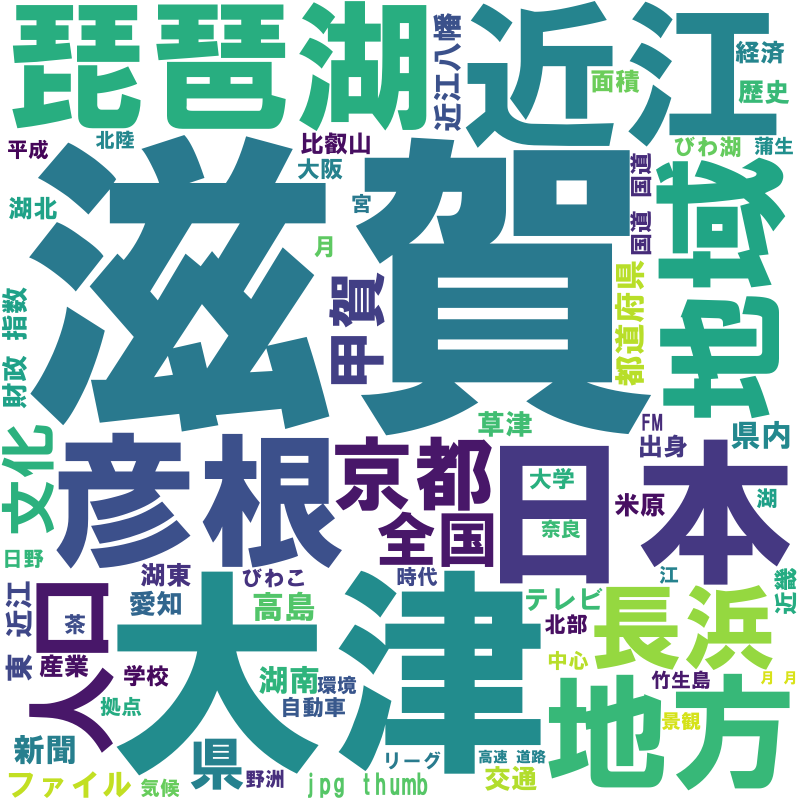 琵琶湖
近江八幡
近江
経済
面積
歴史
平成
北陸
比叡山
大阪
びわ湖
蒲生
国道 国道
湖北
宮
月
滋賀
地域
甲賀
都道府県
財政 指数
草津
FM
出身
県内
文化
彦根
京都
全国
日本
大学
奈良
米原
湖
日野
湖東
びわこ
時代
江
近畿
東 近江
茶
人口
愛知
高島
大津
テレビ
北部
長浜
産業
学校
湖南
環境
中心
竹生島
月 月
拠点
自動車
地方
景観
新聞
県
野洲
リーグ
高速 道路
ファイル
気候
jpg thumb
交通